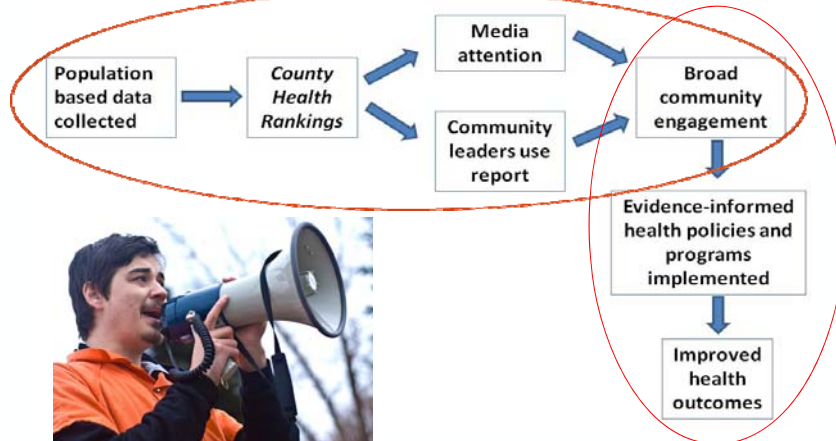 Population
based data
collected
County
Health
Rankings
Media
attention
Community
leaders use
report
Broad
community
engagement
Evidence-informed
health policies and
programs
implemented
Improved
health
outcomes